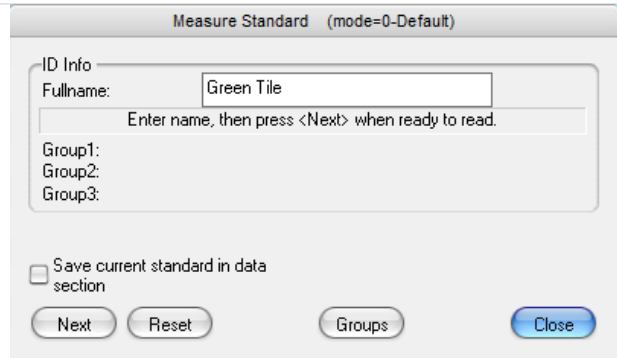 Measure Standard (mode=0-Default)
ID Info
Fullname: Green Tile
Enter name, then press <Next> when ready to read.
Group1:
Group2:
Group3:
Save current standard in data
section
Next Reset Groups Close